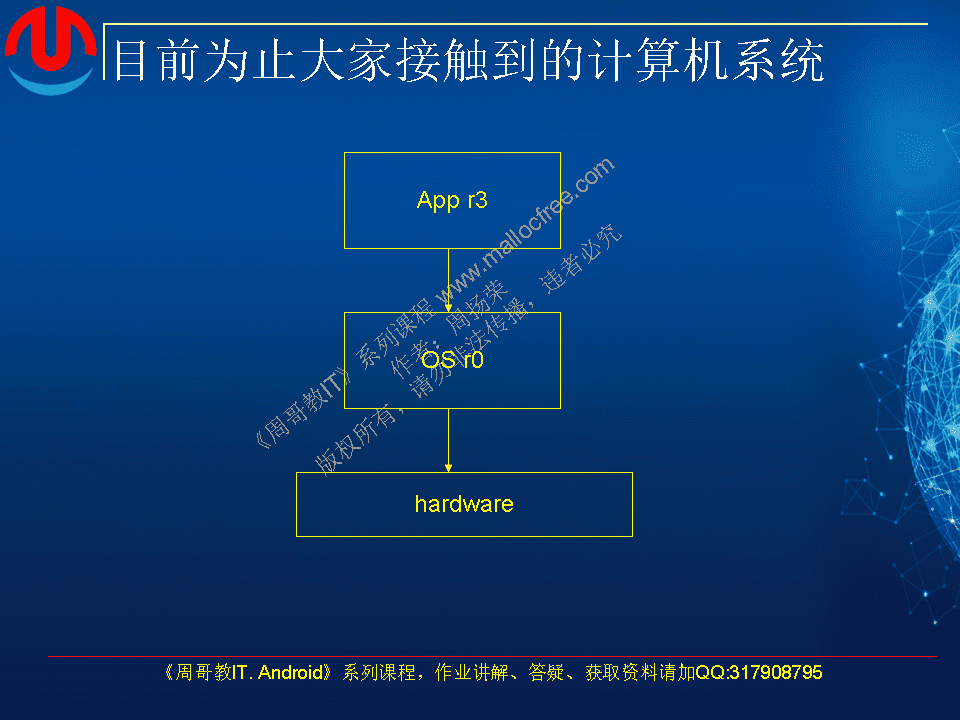 目前为止大家接触到的计算机系统
App r3
OS r0
hardware
《周哥教IT》系列课程 www.mallocfree.com
作者：周扬荣
版权所有，请勿非法传播，违者必究
《周哥教IT. Android》系列课程，作业讲解、答疑、获取资料请加QQ:317908795